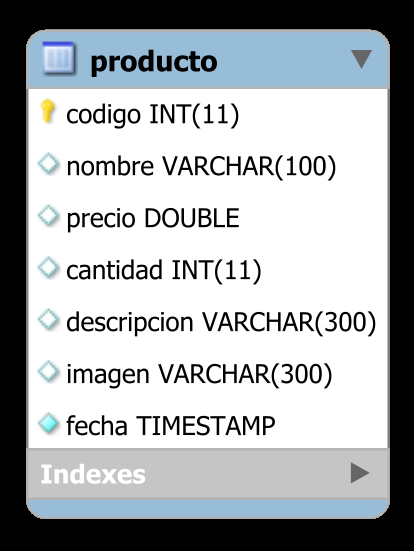 producto
codigo INT(11)
nombre VARCHAR(100)
precio DOUBLE
cantidad INT(11)
descripcion VARCHAR(300)
imagen VARCHAR(300)
fecha TIMESTAMP
Indexes